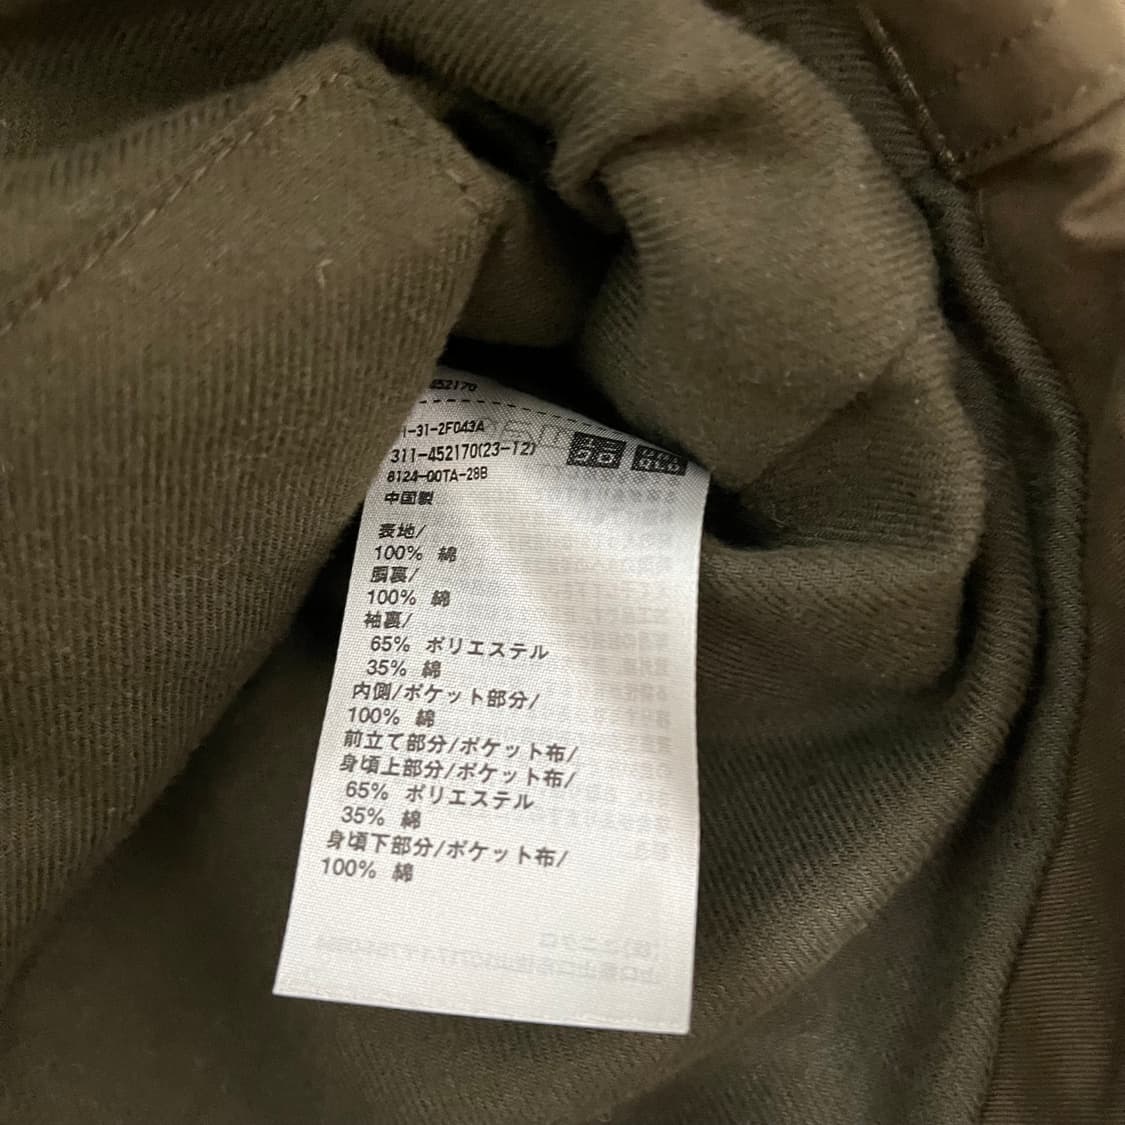 452170
1-31-2F043A
311-452170(23-12)
8124-00TA-28B
中国製
表地/
100% 綿
胴裏/
100% 綿
袖裏/
65% ポリエステル
35% 綿
内側/ポケット部分/
100% 綿
前立て部分/ポケット布/
身頃上部分/ポケット布/
65% ポリエステル
35% 綿
身頃下部分/ポケット布/
100% 綿